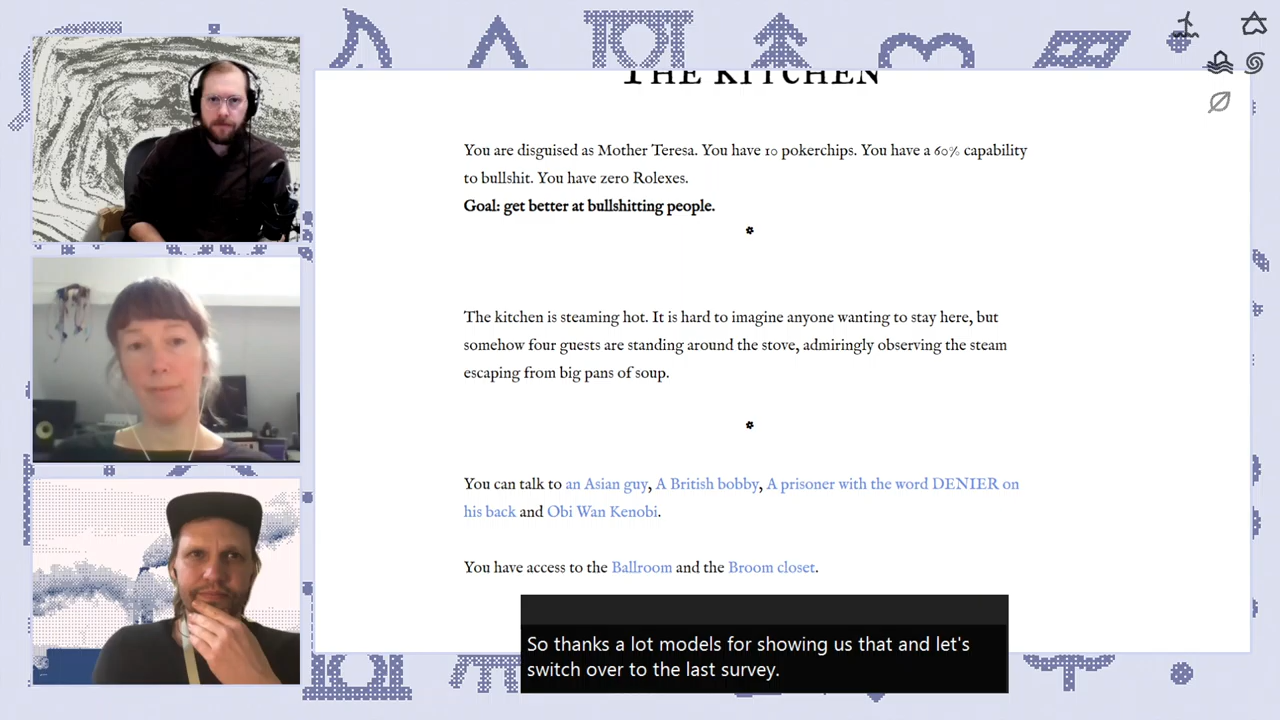 THE KITCHEN
You are disguised as Mother Teresa. You have 10 pokerchips. You have a 60% capability
to bullshit. You have zero Rolexes.
Goal: get better at bullshitting people.
The kitchen is steaming hot. It is hard to imagine anyone wanting to stay here, but
somehow four guests are standing around the stove, admiringly observing the steam
escaping from big pans of soup.
You can talk to an Asian guy, A British bobby, A prisoner with the word DENIER on
his back and Obi Wan Kenobi.
You have access to the Ballroom and the Broom closet.
So thanks a lot models for showing us that and let's
switch over to the last survey.